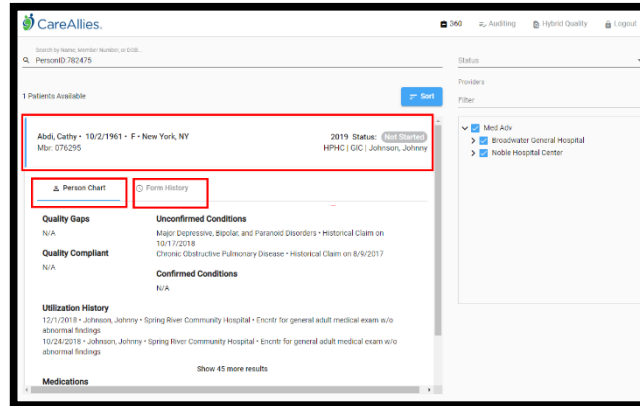 CareAllies.
360
Auditing
Hybrid Quality
Logout
Search by Name, Member Number, or DOB...
PersonID:782475
Status
1 Patients Available
Sort
Providers
Filter
Abdi, Cathy • 10/2/1961 • F • New York, NY
Mbr: 076295
2019 Status: Not Started
HPHC | GIC | Johnson, Johnny
Med Adv
Broadwater General Hospital
Noble Hospital Center
Person Chart
Form History
Quality Gaps
N/A
Quality Compliant
N/A
Unconfirmed Conditions
Major Depressive, Bipolar, and Paranoid Disorders • Historical Claim on
10/17/2018
Chronic Obstructive Pulmonary Disease • Historical Claim on 8/9/2017
Confirmed Conditions
N/A
Utilization History
12/1/2018 • Johnson, Johnny • Spring River Community Hospital • Encntr for general adult medical exam w/o
abnormal findings
10/24/2018 • Johnson, Johnny • Spring River Community Hospital • Encntr for general adult medical exam w/o
abnormal findings
Show 45 more results
Medications